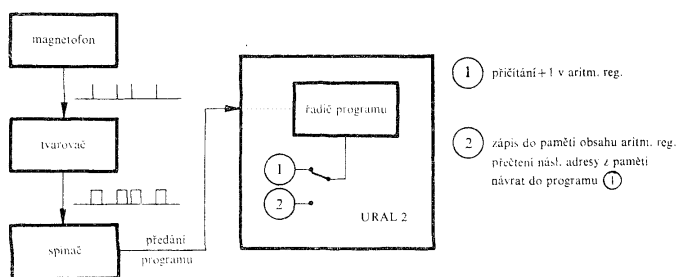 magnetofon
tvarovač
spínač
předání
programu
řadič programu
1
2
URAL 2
1 přičítání + 1 v aritm. reg.
2 zápis do paměti obsahu aritm. reg.
přečtení násl. adresy z paměti
návrat do programu 1